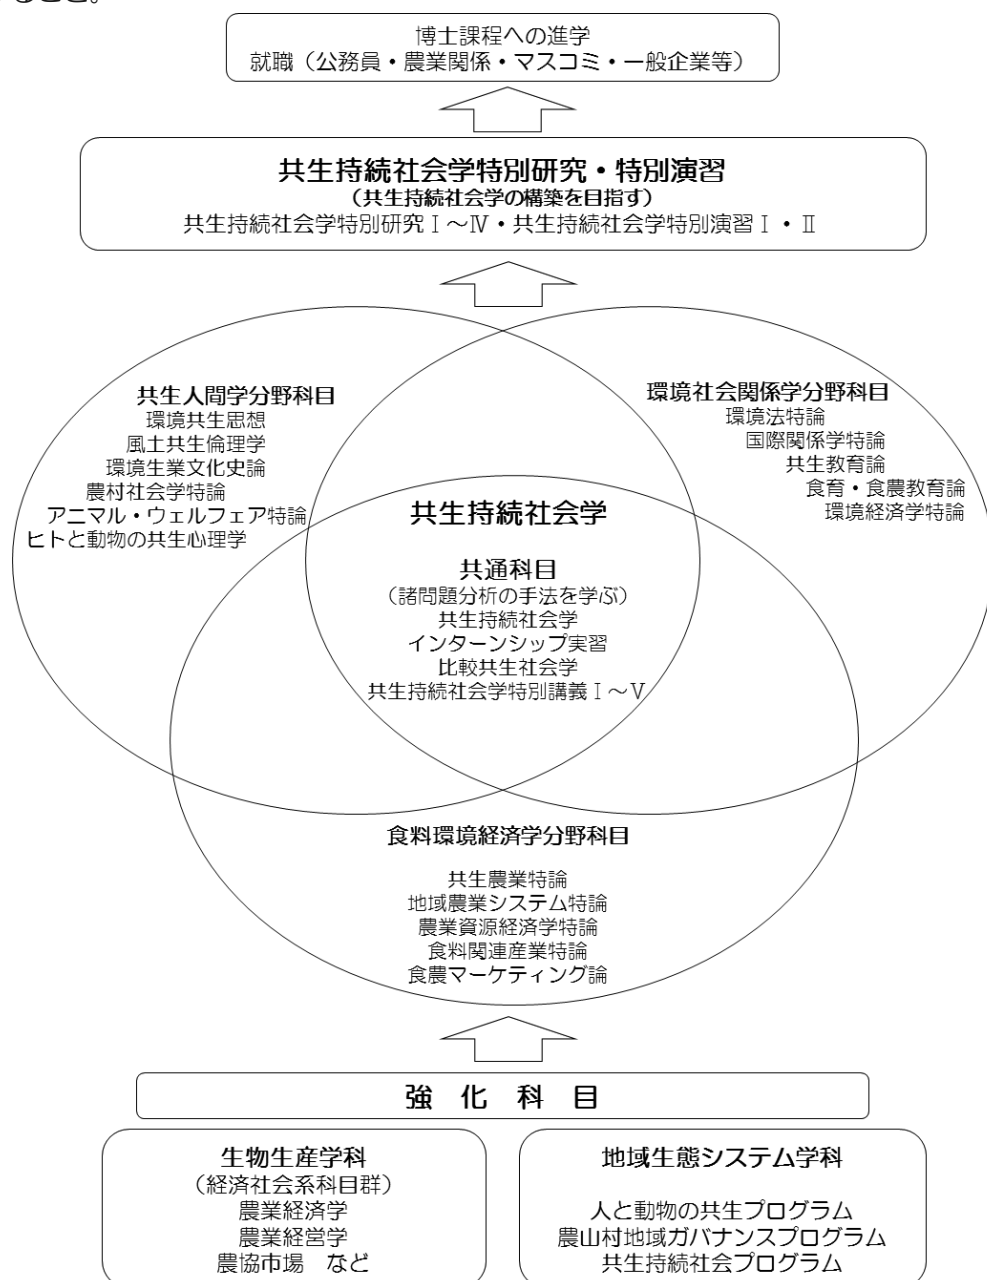 博士課程への進学
就職（公務員・農業関係・マスコミ・一般企業等）
共生持続社会学特別研究・特別演習
（共生持続社会学の構築を目指す）
共生持続社会学特別研究Ⅰ～Ⅳ・共生持続社会学特別演習Ⅰ・Ⅱ
共生人間学分野科目
環境共生思想
風土共生倫理学
環境生業文化史論
農村社会学特論
アニマル・ウェルフェア特論
ヒトと動物の共生心理学
環境社会関係学分野科目
環境法特論
国際関係学特論
共生教育論
食育・食農教育論
環境経済学特論
共生持続社会学
共通科目
（諸問題分析の手法を学ぶ）
共生持続社会学
インターンシップ実習
比較共生社会学
共生持続社会学特別講義Ⅰ～Ⅴ
食料環境経済学分野科目
共生農業特論
地域農業システム特論
農業資源経済学特論
食料関連産業特論
食農マーケティング論
強 化 科 目
生物生産学科
（経済社会系科目群）
農業経済学
農業経営学
農協市場　など
地域生態システム学科
人と動物の共生プログラム
農山村地域ガバナンスプログラム
共生持続社会プログラム